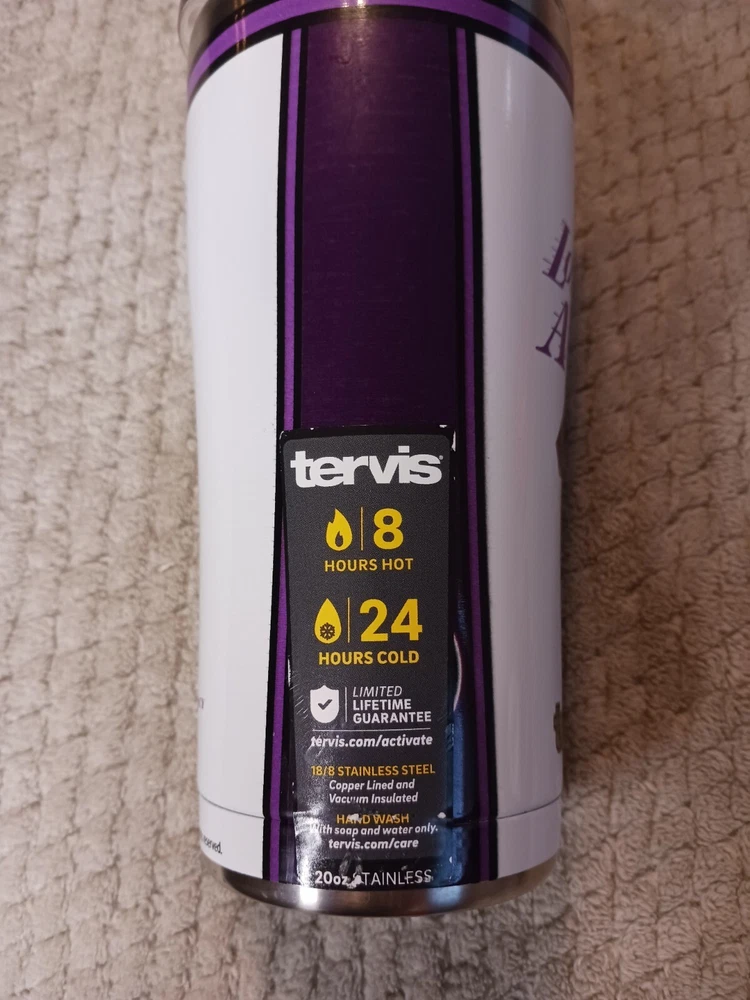 tervis®
8
HOURS HOT
24
HOURS COLD
LIMITED
LIFETIME
GUARANTEE
tervis.com/activate
18/8 STAINLESS STEEL
Copper Lined and
Vacuum Insulated
HAND WASH
With soap and water only.
tervis.com/care
20oz STAINLESS